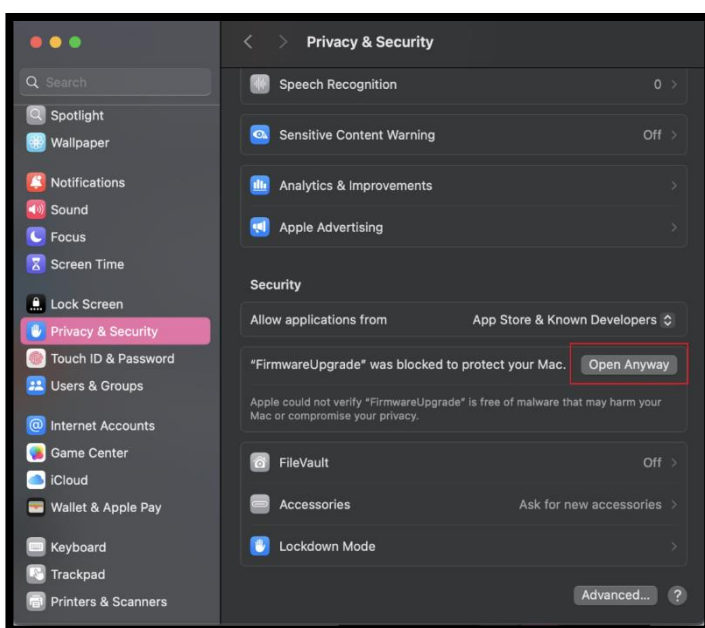 Privacy & Security
Search
Spotlight
Wallpaper
Notifications
Sound
Focus
Screen Time
Lock Screen
Privacy & Security
Touch ID & Password
Users & Groups
Internet Accounts
Game Center
iCloud
Wallet & Apple Pay
Keyboard
Trackpad
Printers & Scanners
Speech Recognition 0
Sensitive Content Warning Off
Analytics & Improvements
Apple Advertising
Security
Allow applications from App Store & Known Developers
“FirmwareUpgrade” was blocked to protect your Mac. Open Anyway
Apple could not verify “FirmwareUpgrade” is free of malware that may harm your
Mac or compromise your privacy.
FileVault Off
Accessories Ask for new accessories
Lockdown Mode
Advanced... ?